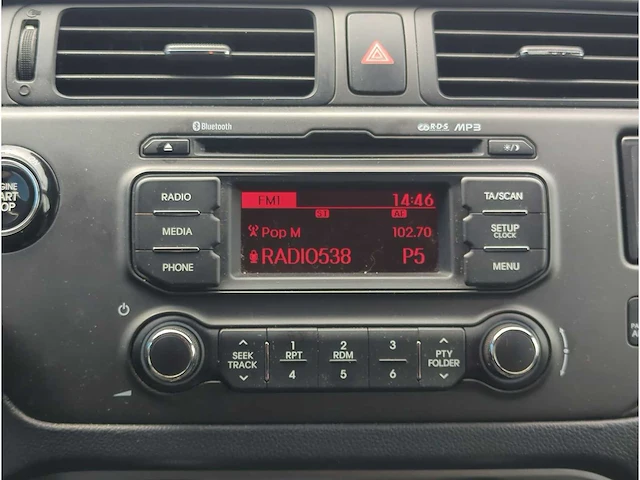 Bluetooth
R·D·S MP3
ENGINE
START
STOP
RADIO
MEDIA
PHONE
FM1 14:46
ST AF
Pop M 102.70
RADIO538 P5
TA/SCAN
SETUP
CLOCK
MENU
SEEK
TRACK
1
RPT
4
2
RDM
5
3
6
PTY
FOLDER